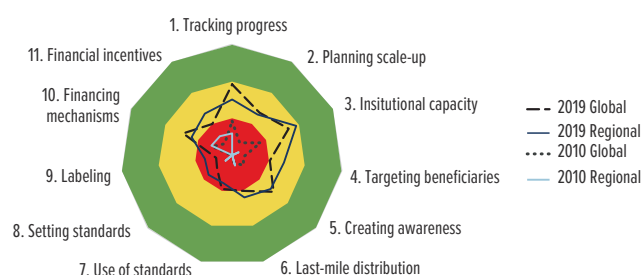 1. Tracking progress
2. Planning scale-up
3. Insitutional capacity
4. Targeting beneficiaries
5. Creating awareness
6. Last-mile distribution
7. Use of standards
8. Setting standards
9. Labeling
10. Financing
mechanisms
11. Financial incentives
2019 Global
2019 Regional
2010 Global
2010 Regional